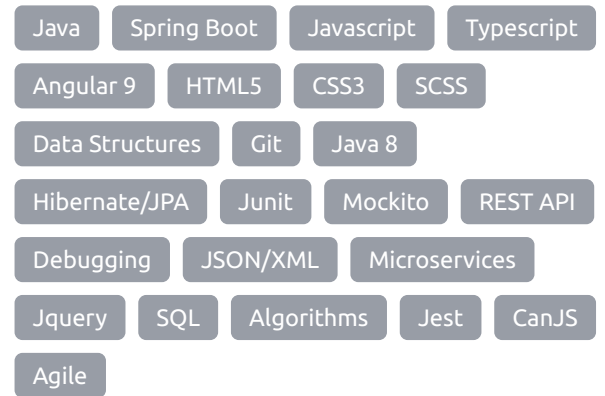 Java Spring Boot Javascript Typescript
Angular 9 HTML5 CSS3 SCSS
Data Structures Git Java 8
Hibernate/JPA Junit Mockito REST API
Debugging JSON/XML Microservices
Jquery SQL Algorithms Jest CanJS
Agile